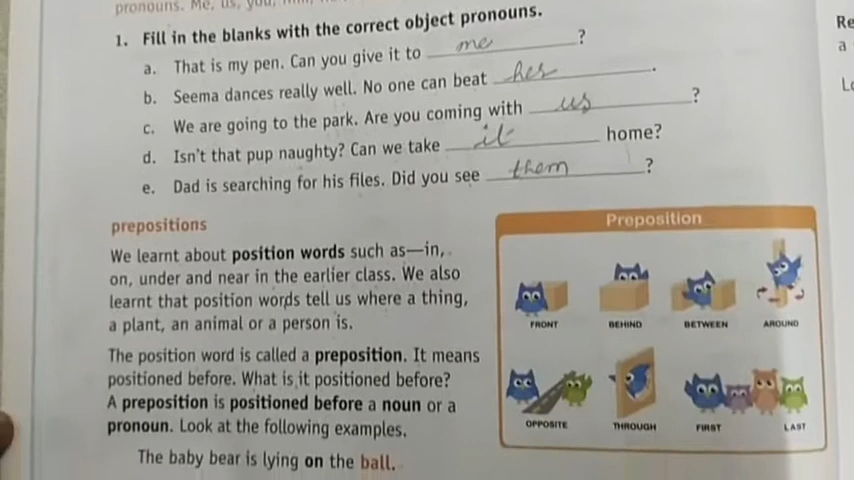 pronouns. Me, us, you,
1. Fill in the blanks with the correct object pronouns.
a. That is my pen. Can you give it to me ?
b. Seema dances really well. No one can beat her .
c. We are going to the park. Are you coming with us ?
d. Isn't that pup naughty? Can we take it home?
e. Dad is searching for his files. Did you see them ?
prepositions
We learnt about position words such as—in,
on, under and near in the earlier class. We also
learnt that position words tell us where a thing,
a plant, an animal or a person is.
The position word is called a preposition. It means
positioned before. What is it positioned before?
A preposition is positioned before a noun or a
pronoun. Look at the following examples.
The baby bear is lying on the ball.
Preposition
FRONT BEHIND BETWEEN AROUND
OPPOSITE THROUGH FIRST LAST
Re
a